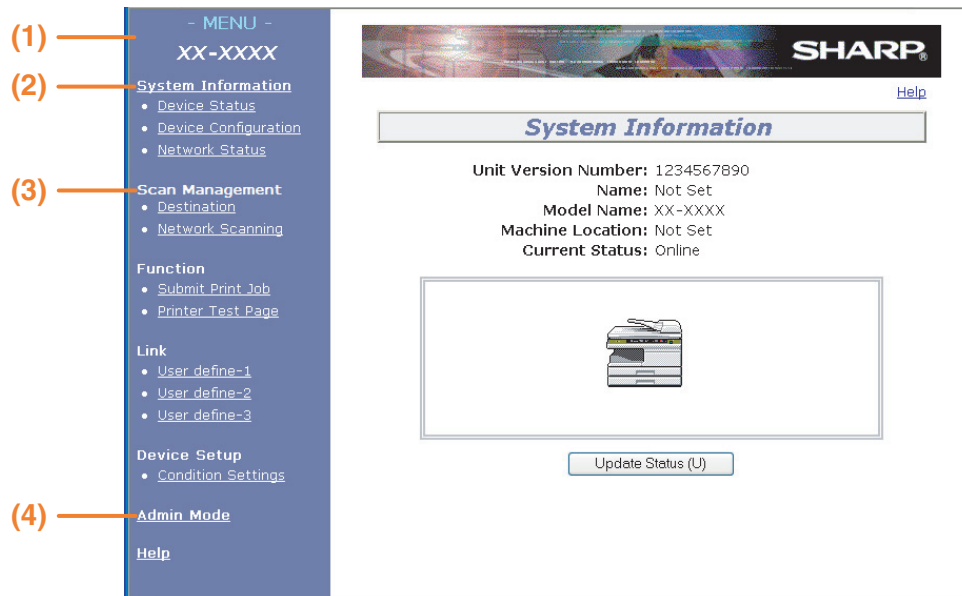 (1)
- MENU -
XX-XXXX
(2)
System Information
• Device Status
• Device Configuration
• Network Status
(3)
Scan Management
• Destination
• Network Scanning
Function
• Submit Print Job
• Printer Test Page
Link
• User define-1
• User define-2
• User define-3
Device Setup
• Condition Settings
(4)
Admin Mode
Help
SHARP®
Help
System Information
Unit Version Number: 1234567890
Name: Not Set
Model Name: XX-XXXX
Machine Location: Not Set
Current Status: Online
Update Status (U)